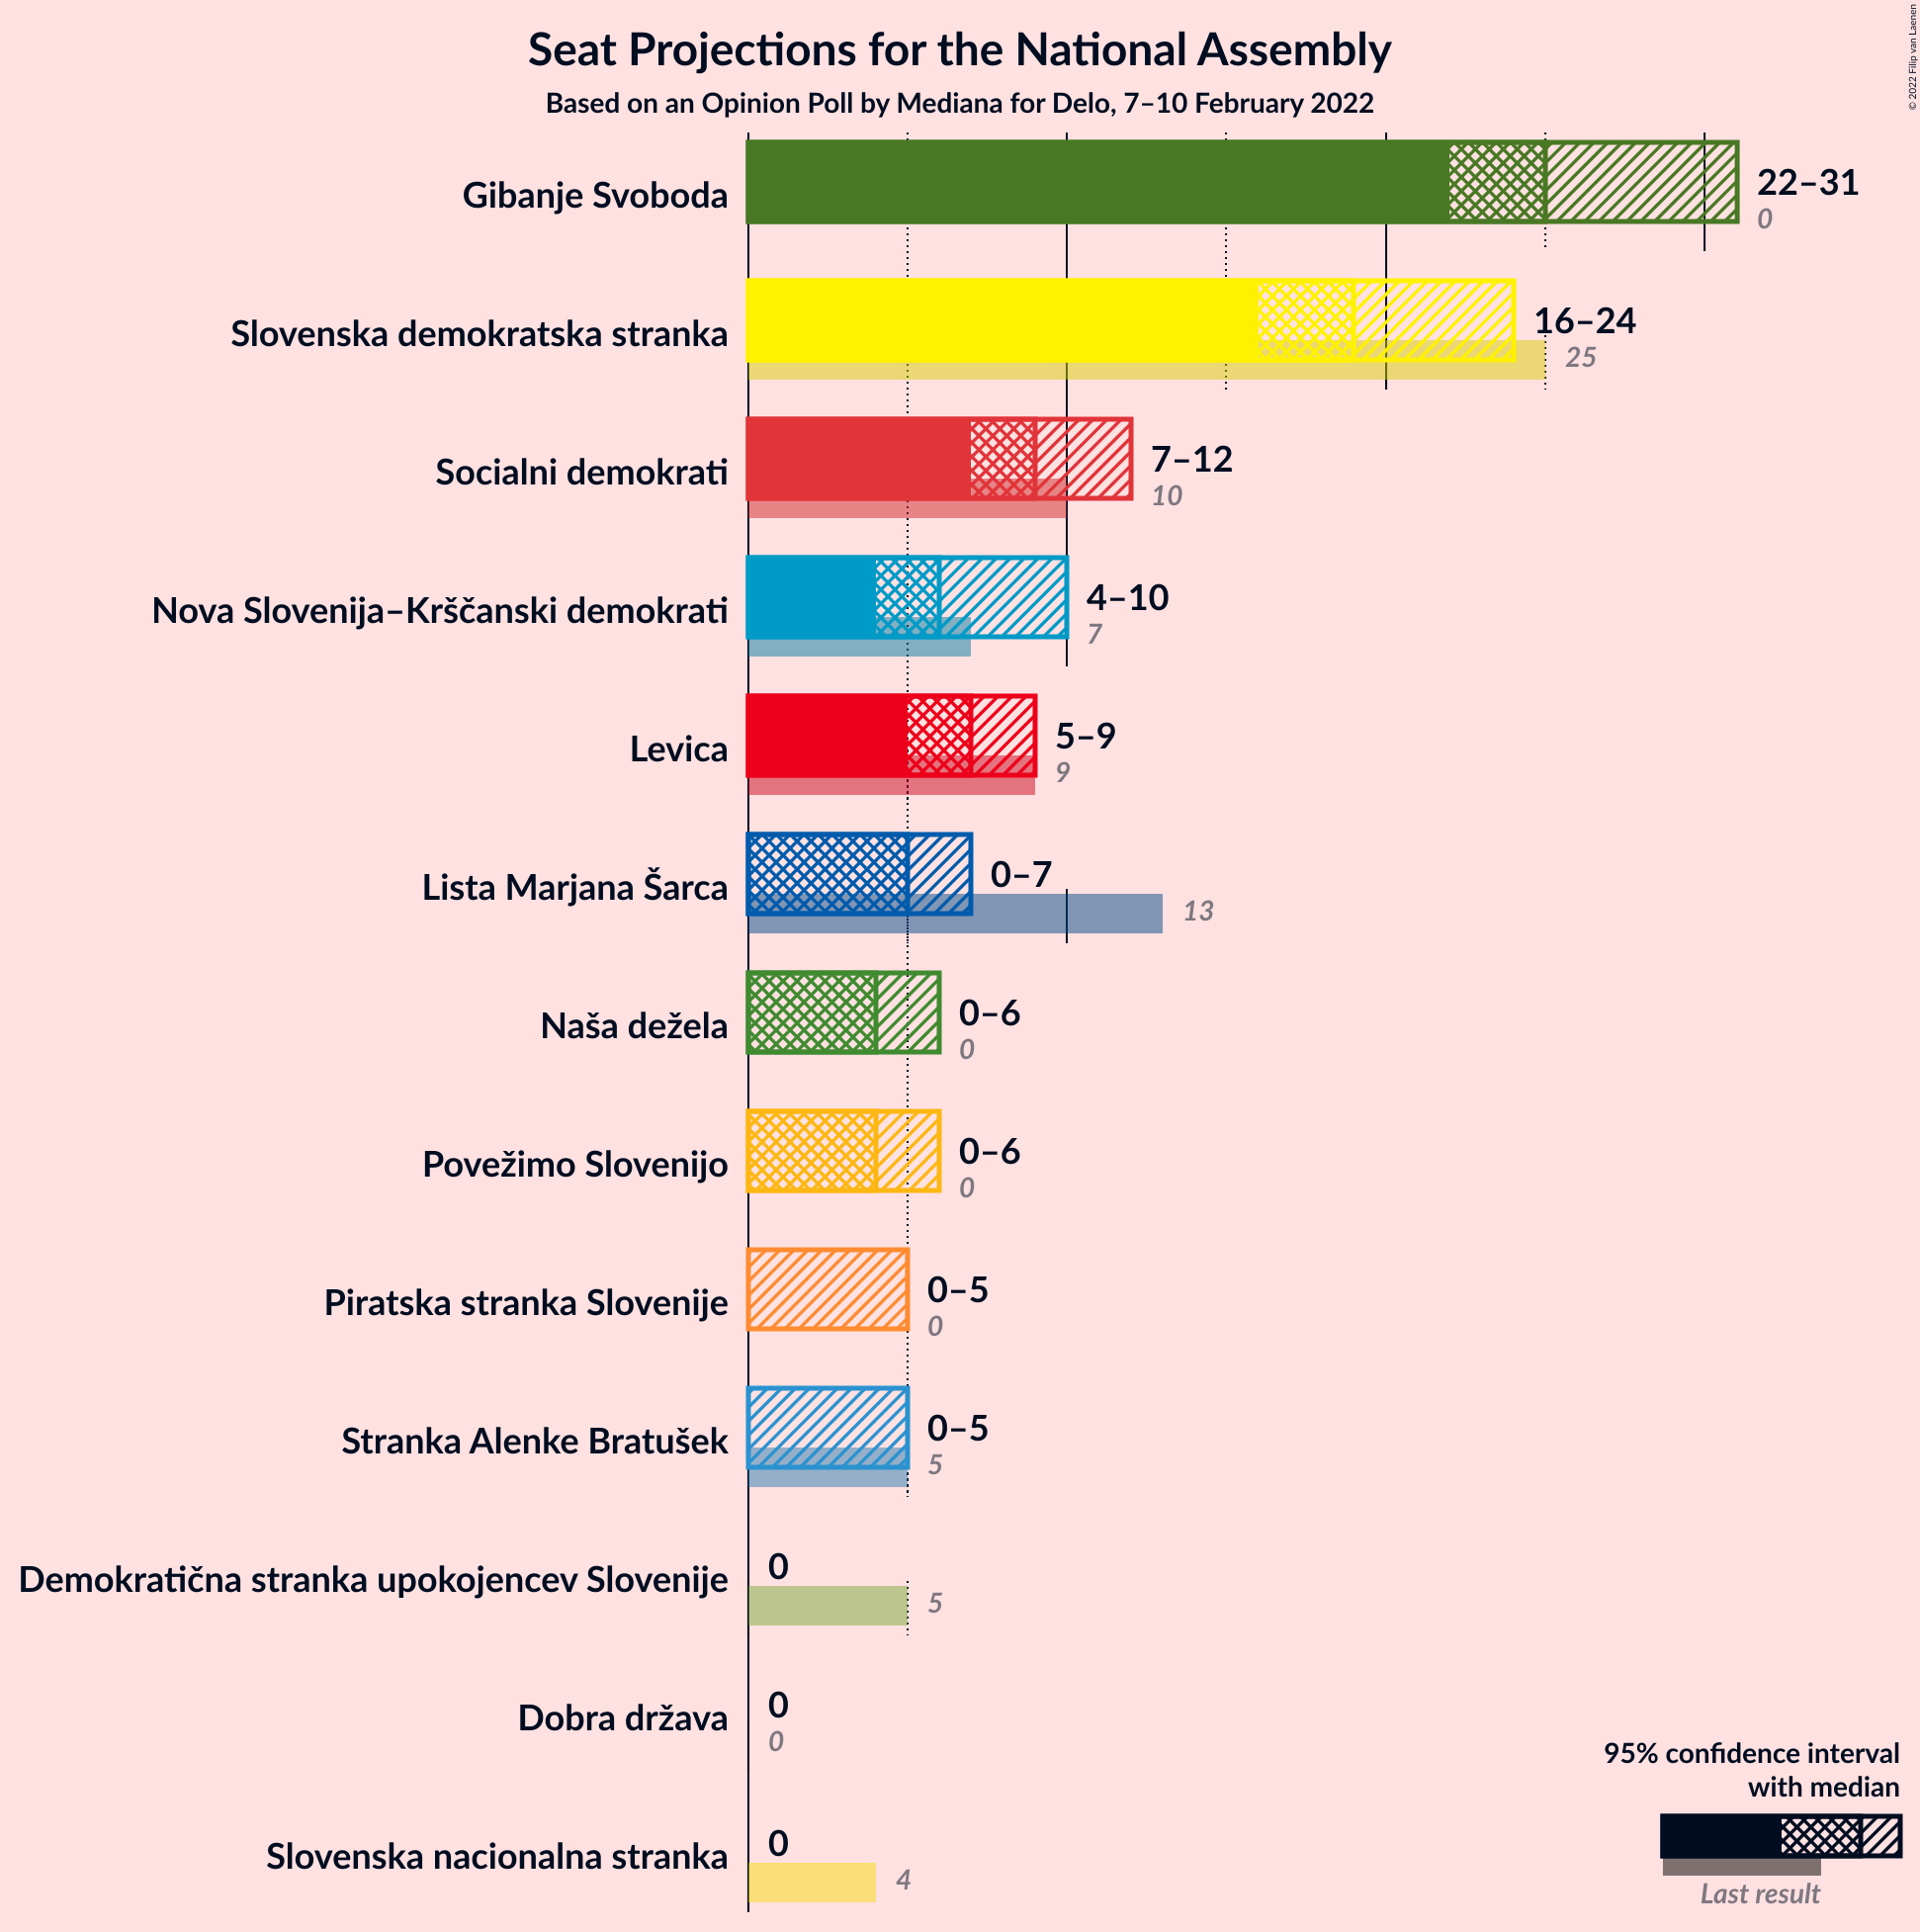 Seat Projections for the National Assembly
Based on an Opinion Poll by Mediana for Delo, 7–10 February 2022
© 2022 Filip van Laenen
Gibanje Svoboda
22–31
0
Slovenska demokratska stranka
16–24
25
Socialni demokrati
7–12
10
Nova Slovenija–Krščanski demokrati
4–10
7
Levica
5–9
9
Lista Marjana Šarca
0–7
13
Naša dežela
0–6
0
Povežimo Slovenijo
0–6
0
Piratska stranka Slovenije
0–5
0
Stranka Alenke Bratušek
0–5
5
Demokratična stranka upokojencev Slovenije
0
5
Dobra država
0
0
Slovenska nacionalna stranka
0
4
95% confidence interval
with median
Last result